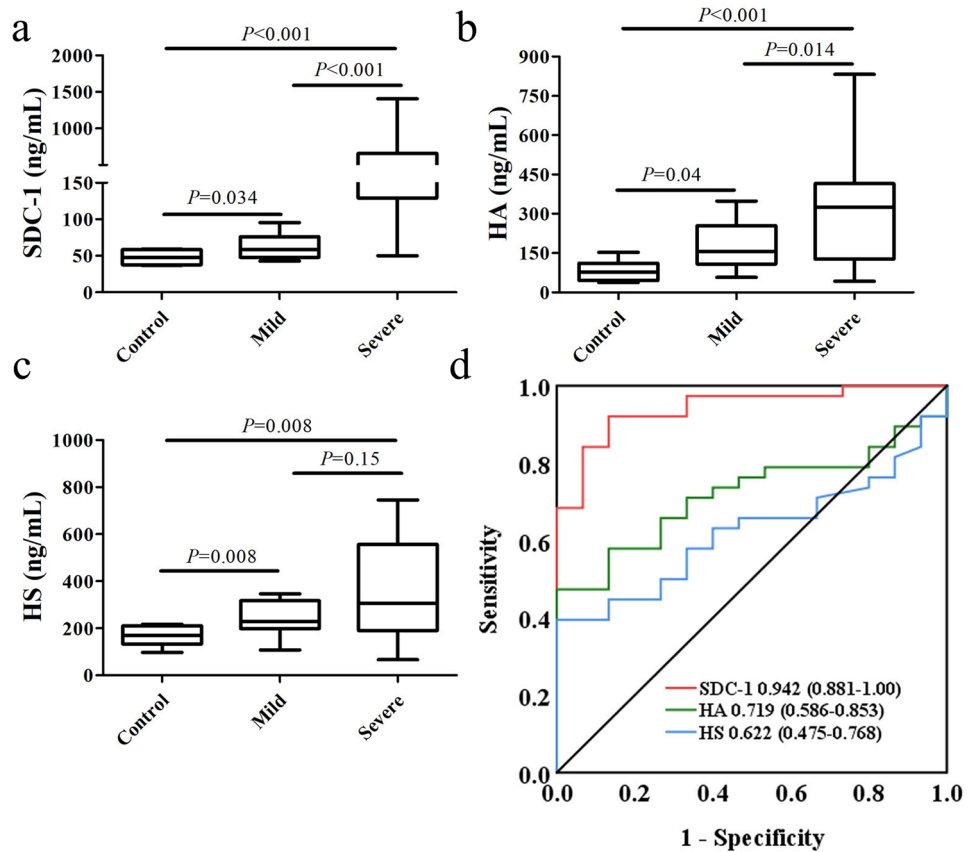 a
SDC-1 (ng/mL)
2000
1500
1000
500
150
100
50
0
P<0.001
P<0.001
P=0.034
Control
Mild
Severe
b
HA (ng/mL)
900
750
600
450
300
150
0
P<0.001
P=0.014
P=0.04
Control
Mild
Severe
c
HS (ng/mL)
1000
800
600
400
200
0
P=0.008
P=0.15
P=0.008
Control
Mild
Severe
d
Sensitivity
1.0
0.8
0.6
0.4
0.2
0.0
SDC-1 0.942 (0.881-1.00)
HA 0.719 (0.586-0.853)
HS 0.622 (0.475-0.768)
0.0 0.2 0.4 0.6 0.8 1.0
1 - Specificity